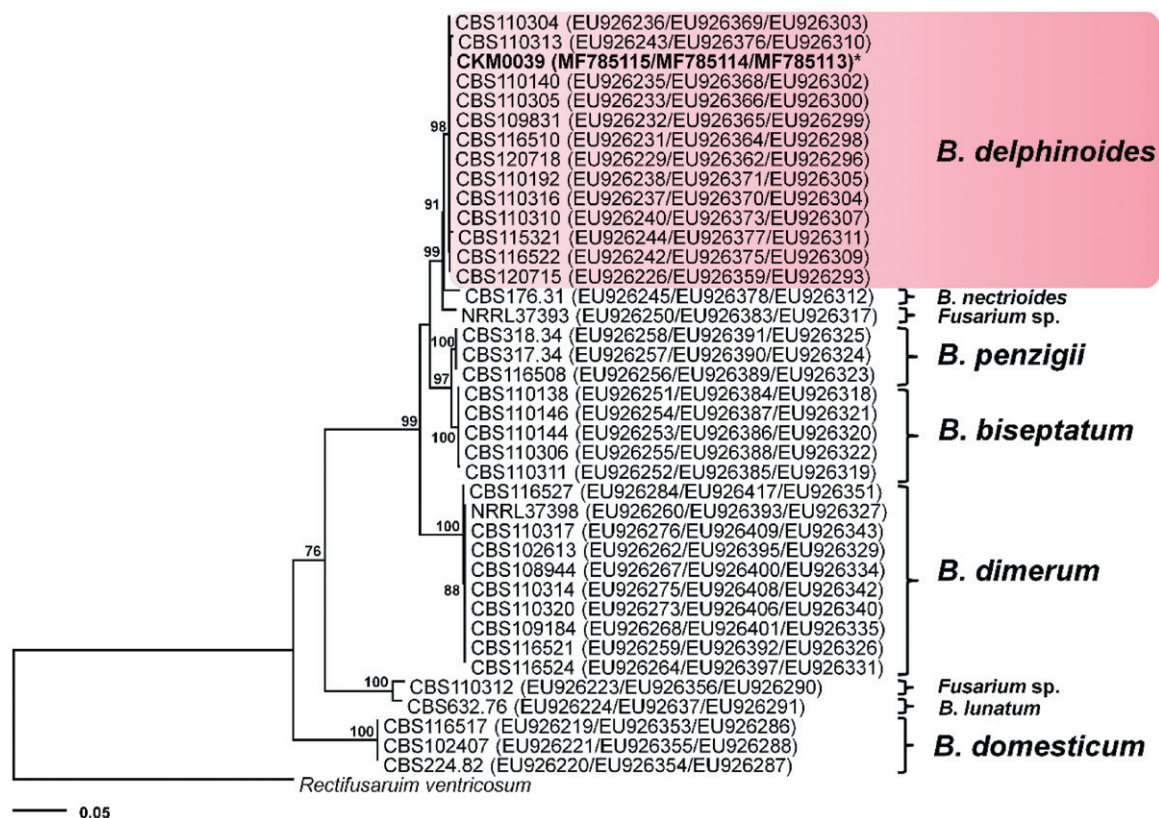 CBS110304 (EU926236/EU926369/EU926303)
CBS110313 (EU926243/EU926376/EU926310)
CKM0039 (MF785115/MF785114/MF785113)*
CBS110140 (EU926235/EU926368/EU926302)
CBS110305 (EU926233/EU926366/EU926300)
CBS109831 (EU926232/EU926365/EU926299)
98
CBS116510 (EU926231/EU926364/EU926298)
B. delphinoides
CBS120718 (EU926229/EU926362/EU926296)
CBS110192 (EU926238/EU926371/EU926305)
CBS110316 (EU926237/EU926370/EU926304)
91
CBS110310 (EU926240/EU926373/EU926307)
CBS115321 (EU926244/EU926377/EU926311)
99
CBS116522 (EU926242/EU926375/EU926309)
CBS120715 (EU926226/EU926359/EU926293)
CBS176.31 (EU926245/EU926378/EU926312)
B. nectrioides
NRRL37393 (EU926250/EU926383/EU926317)
Fusarium sp.
CBS318.34 (EU926258/EU926391/EU926325)
100
CBS317.34 (EU926257/EU926390/EU926324)
B. penzigii
CBS116508 (EU926256/EU926389/EU926323)
97
CBS110138 (EU926251/EU926384/EU926318)
CBS110146 (EU926254/EU926387/EU926321)
99
CBS110144 (EU926253/EU926386/EU926320)
B. biseptatum
100
CBS110306 (EU926255/EU926388/EU926322)
CBS110311 (EU926252/EU926385/EU926319)
CBS116527 (EU926284/EU926417/EU926351)
NRRL37398 (EU926260/EU926393/EU926327)
100
CBS110317 (EU926276/EU926409/EU926343)
CBS102613 (EU926262/EU926395/EU926329)
76
CBS108944 (EU926267/EU926400/EU926334)
B. dimerum
88
CBS110314 (EU926275/EU926408/EU926342)
CBS110320 (EU926273/EU926406/EU926340)
CBS109184 (EU926268/EU926401/EU926335)
CBS116521 (EU926259/EU926392/EU926326)
CBS116524 (EU926264/EU926397/EU926331)
100
CBS110312 (EU926223/EU926356/EU926290)
Fusarium sp.
CBS632.76 (EU926224/EU92637/EU926291)
B. lunatum
CBS116517 (EU926219/EU926353/EU926286)
100
CBS102407 (EU926221/EU926355/EU926288)
B. domesticum
CBS224.82 (EU926220/EU926354/EU926287)
Rectifusaruim ventricosum
0.05